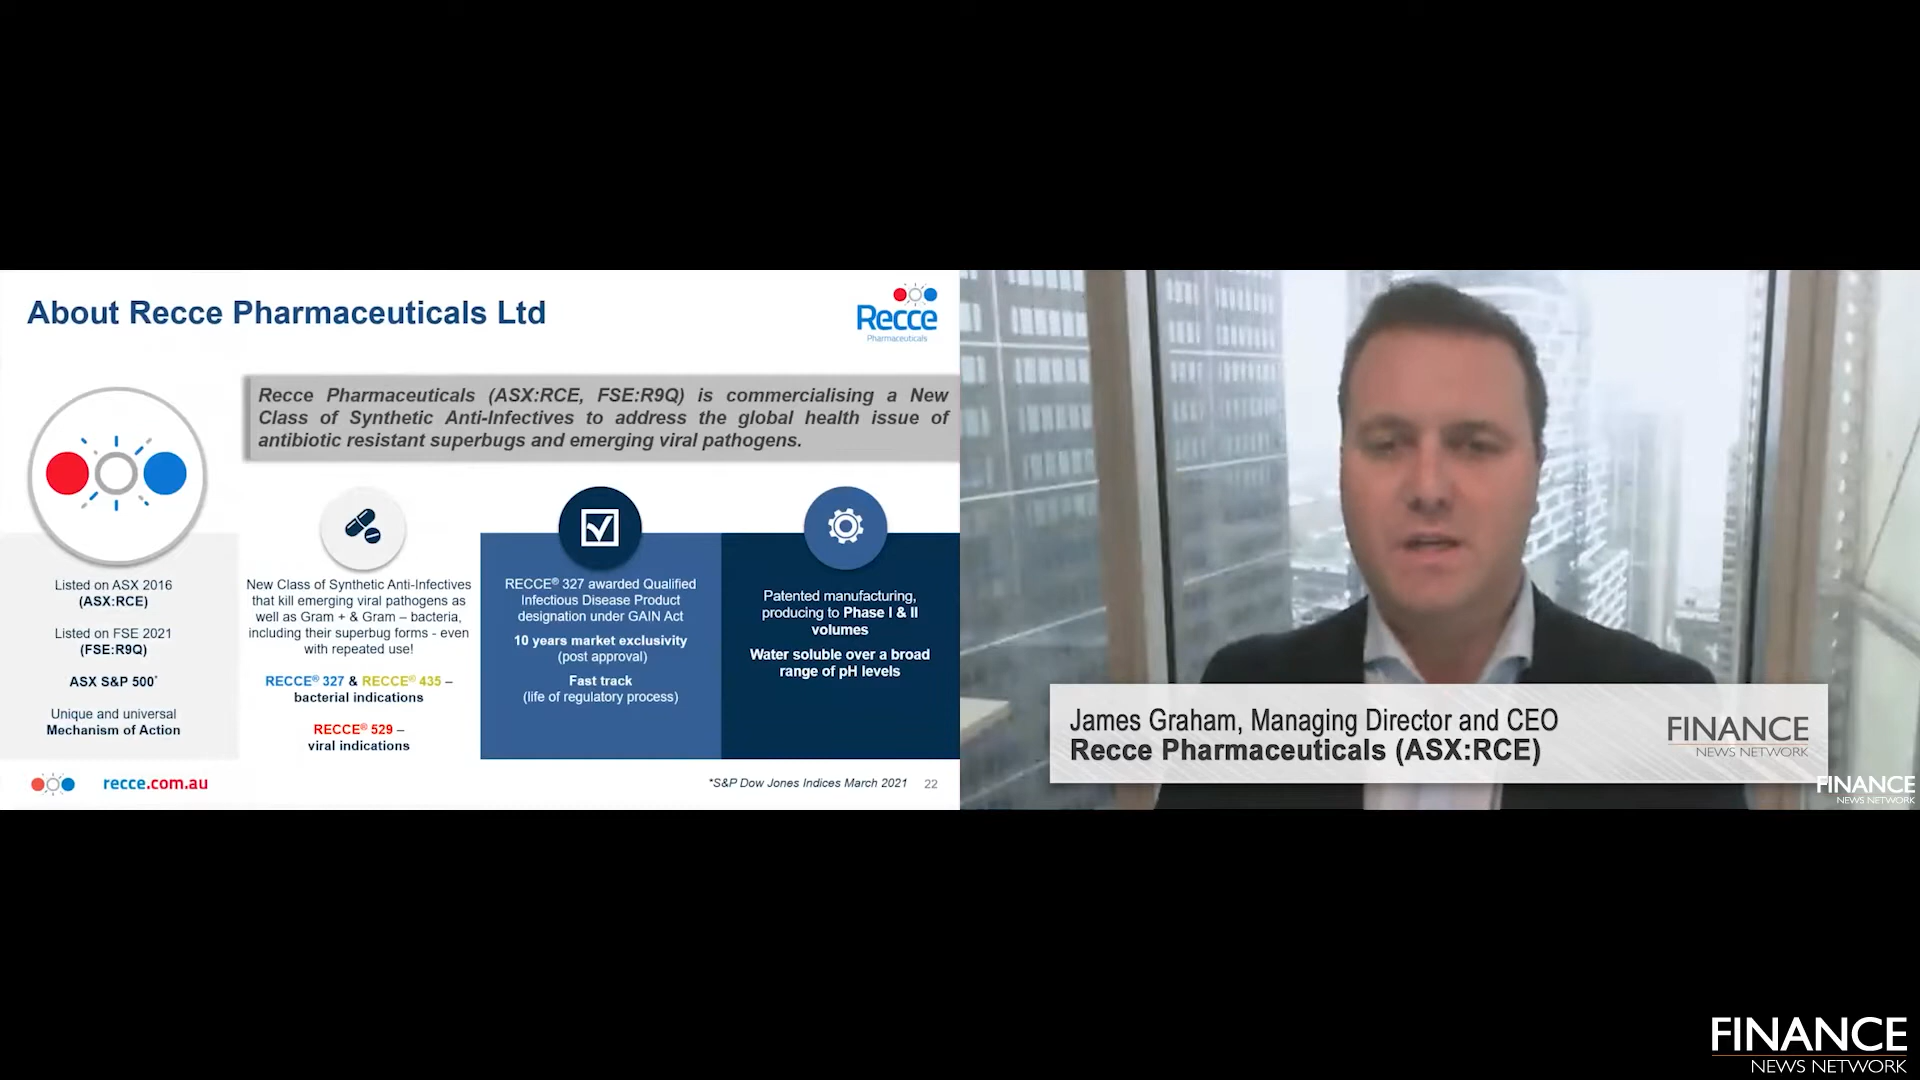 About Recce Pharmaceuticals Ltd
Recce
Pharmaceuticals
Recce Pharmaceuticals (ASX:RCE, FSE:R9Q) is commercialising a New
Class of Synthetic Anti-Infectives to address the global health issue of
antibiotic resistant superbugs and emerging viral pathogens.
Listed on ASX 2016
(ASX:RCE)
Listed on FSE 2021
(FSE:R9Q)
ASX S&P 500*
Unique and universal
Mechanism of Action
New Class of Synthetic Anti-Infectives
that kill emerging viral pathogens as
well as Gram + & Gram – bacteria,
including their superbug forms - even
with repeated use!
RECCE® 327 & RECCE® 435 –
bacterial indications
RECCE® 529 –
viral indications
RECCE® 327 awarded Qualified
Infectious Disease Product
designation under GAIN Act
10 years market exclusivity
(post approval)
Fast track
(life of regulatory process)
Patented manufacturing,
producing to Phase I & II
volumes
Water soluble over a broad
range of pH levels
recce.com.au
*S&P Dow Jones Indices March 2021 22
James Graham, Managing Director and CEO
Recce Pharmaceuticals (ASX:RCE)
FINANCE
NEWS NETWORK
FINANCE
NEWS NETWORK
FINANCE
NEWS NETWORK